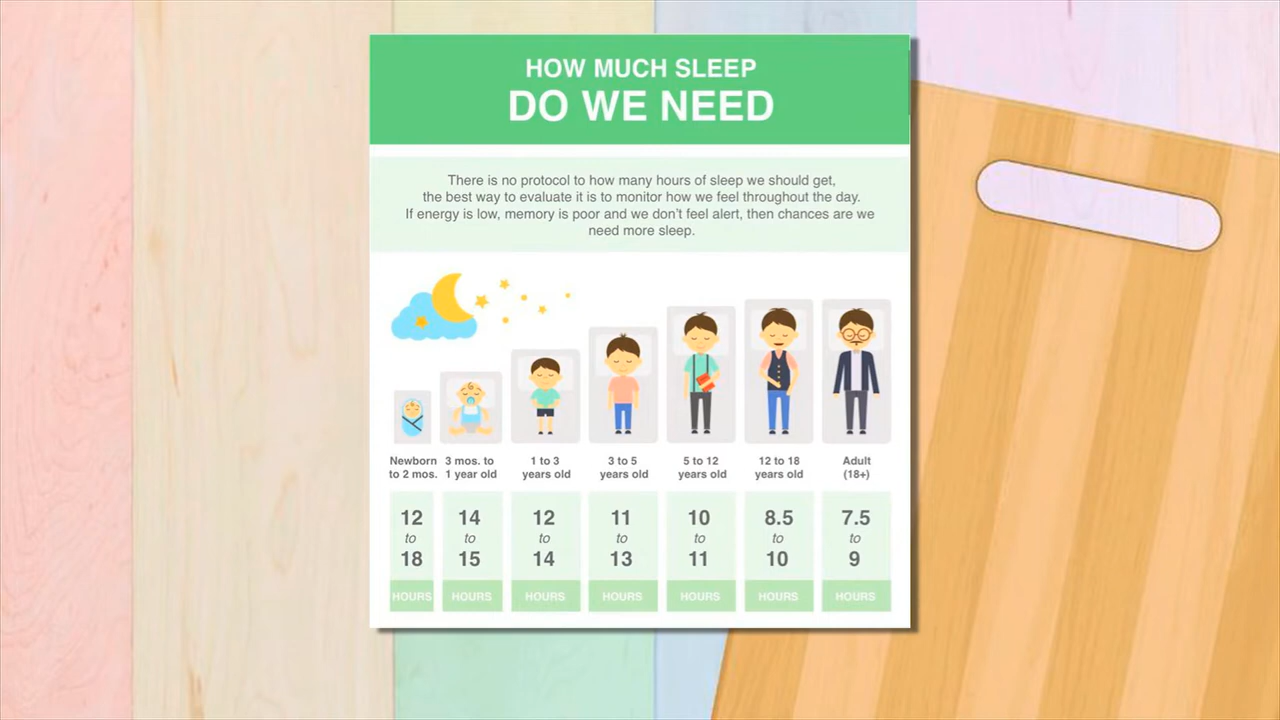 HOW MUCH SLEEP
DO WE NEED
There is no protocol to how many hours of sleep we should get,
the best way to evaluate it is to monitor how we feel throughout the day.
If energy is low, memory is poor and we don't feel alert, then chances are we
need more sleep.
Newborn
to 2 mos.
3 mos. to
1 year old
1 to 3
years old
3 to 5
years old
5 to 12
years old
12 to 18
years old
Adult
(18+)
12
to
18
HOURS
14
to
15
HOURS
12
to
14
HOURS
11
to
13
HOURS
10
to
11
HOURS
8.5
to
10
HOURS
7.5
to
9
HOURS